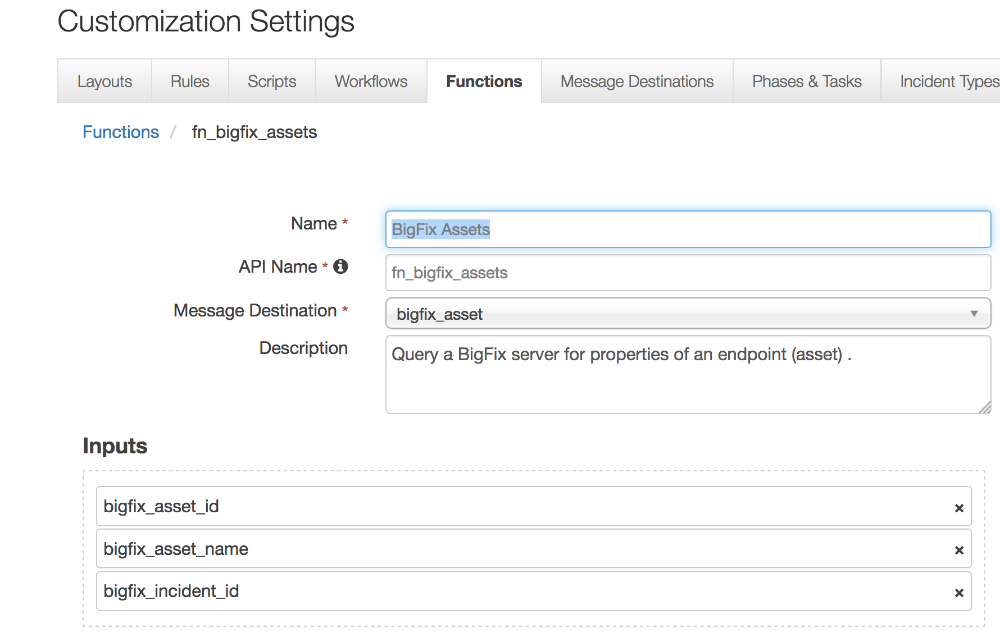 Customization Settings
Layouts Rules Scripts Workflows Functions Message Destinations Phases & Tasks Incident Types
Functions / fn_bigfix_assets
Name * BigFix Assets
API Name * fn_bigfix_assets
Message Destination * bigfix_asset
Description Query a BigFix server for properties of an endpoint (asset) .
Inputs
bigfix_asset_id
bigfix_asset_name
bigfix_incident_id